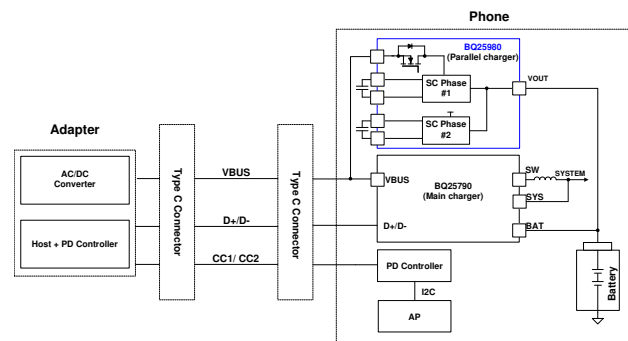 Phone
BQ25980
(Parallel charger)
SC Phase
#1
VOUT
SC Phase
#2
Adapter
AC/DC
Converter
Host + PD Controller
Type C Connector
VBUS
D+/D-
CC1/ CC2
Type C Connector
BQ25790
(Main charger)
VBUS
D+/D-
SW
SYSTEM
SYS
BAT
PD Controller
I2C
AP
Battery